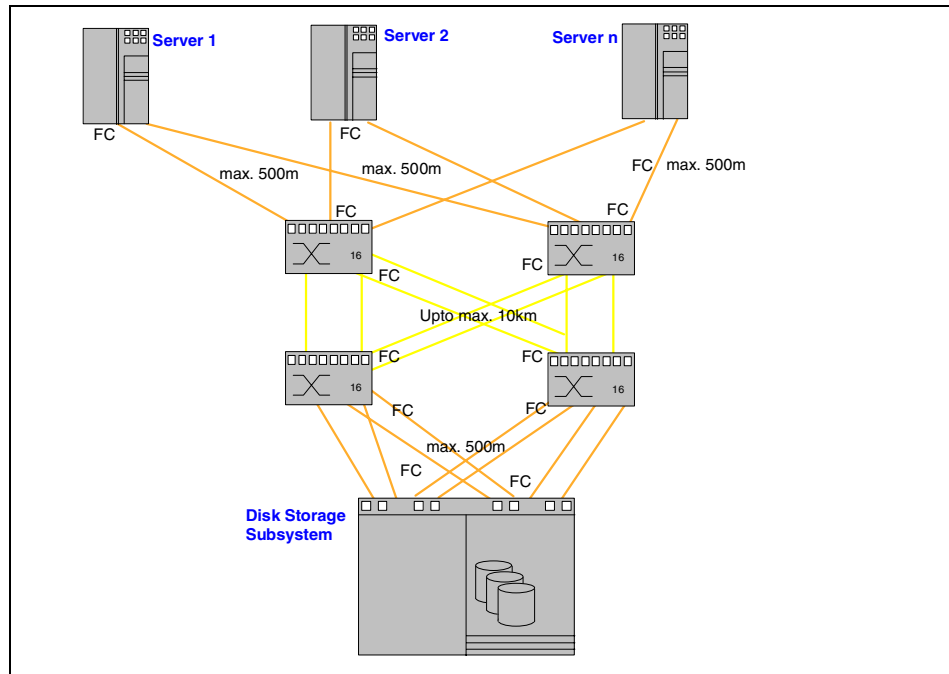 Server 1
Server 2
Server n
FC
FC
FC
max. 500m
max. 500m
max. 500m
FC
FC
16
16
FC
FC
Upto max. 10km
FC
FC
16
16
FC
FC
max. 500m
FC
FC
Disk Storage
Subsystem